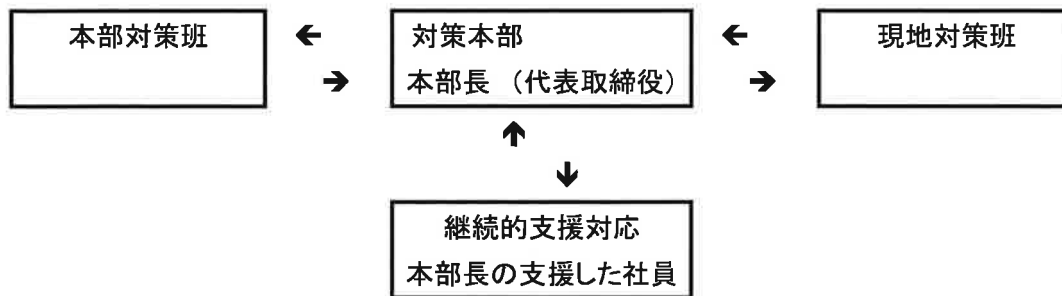 本部対策班
対策本部
本部長 （代表取締役）
現地対策班
継続的支援対応
本部長の支援した社員